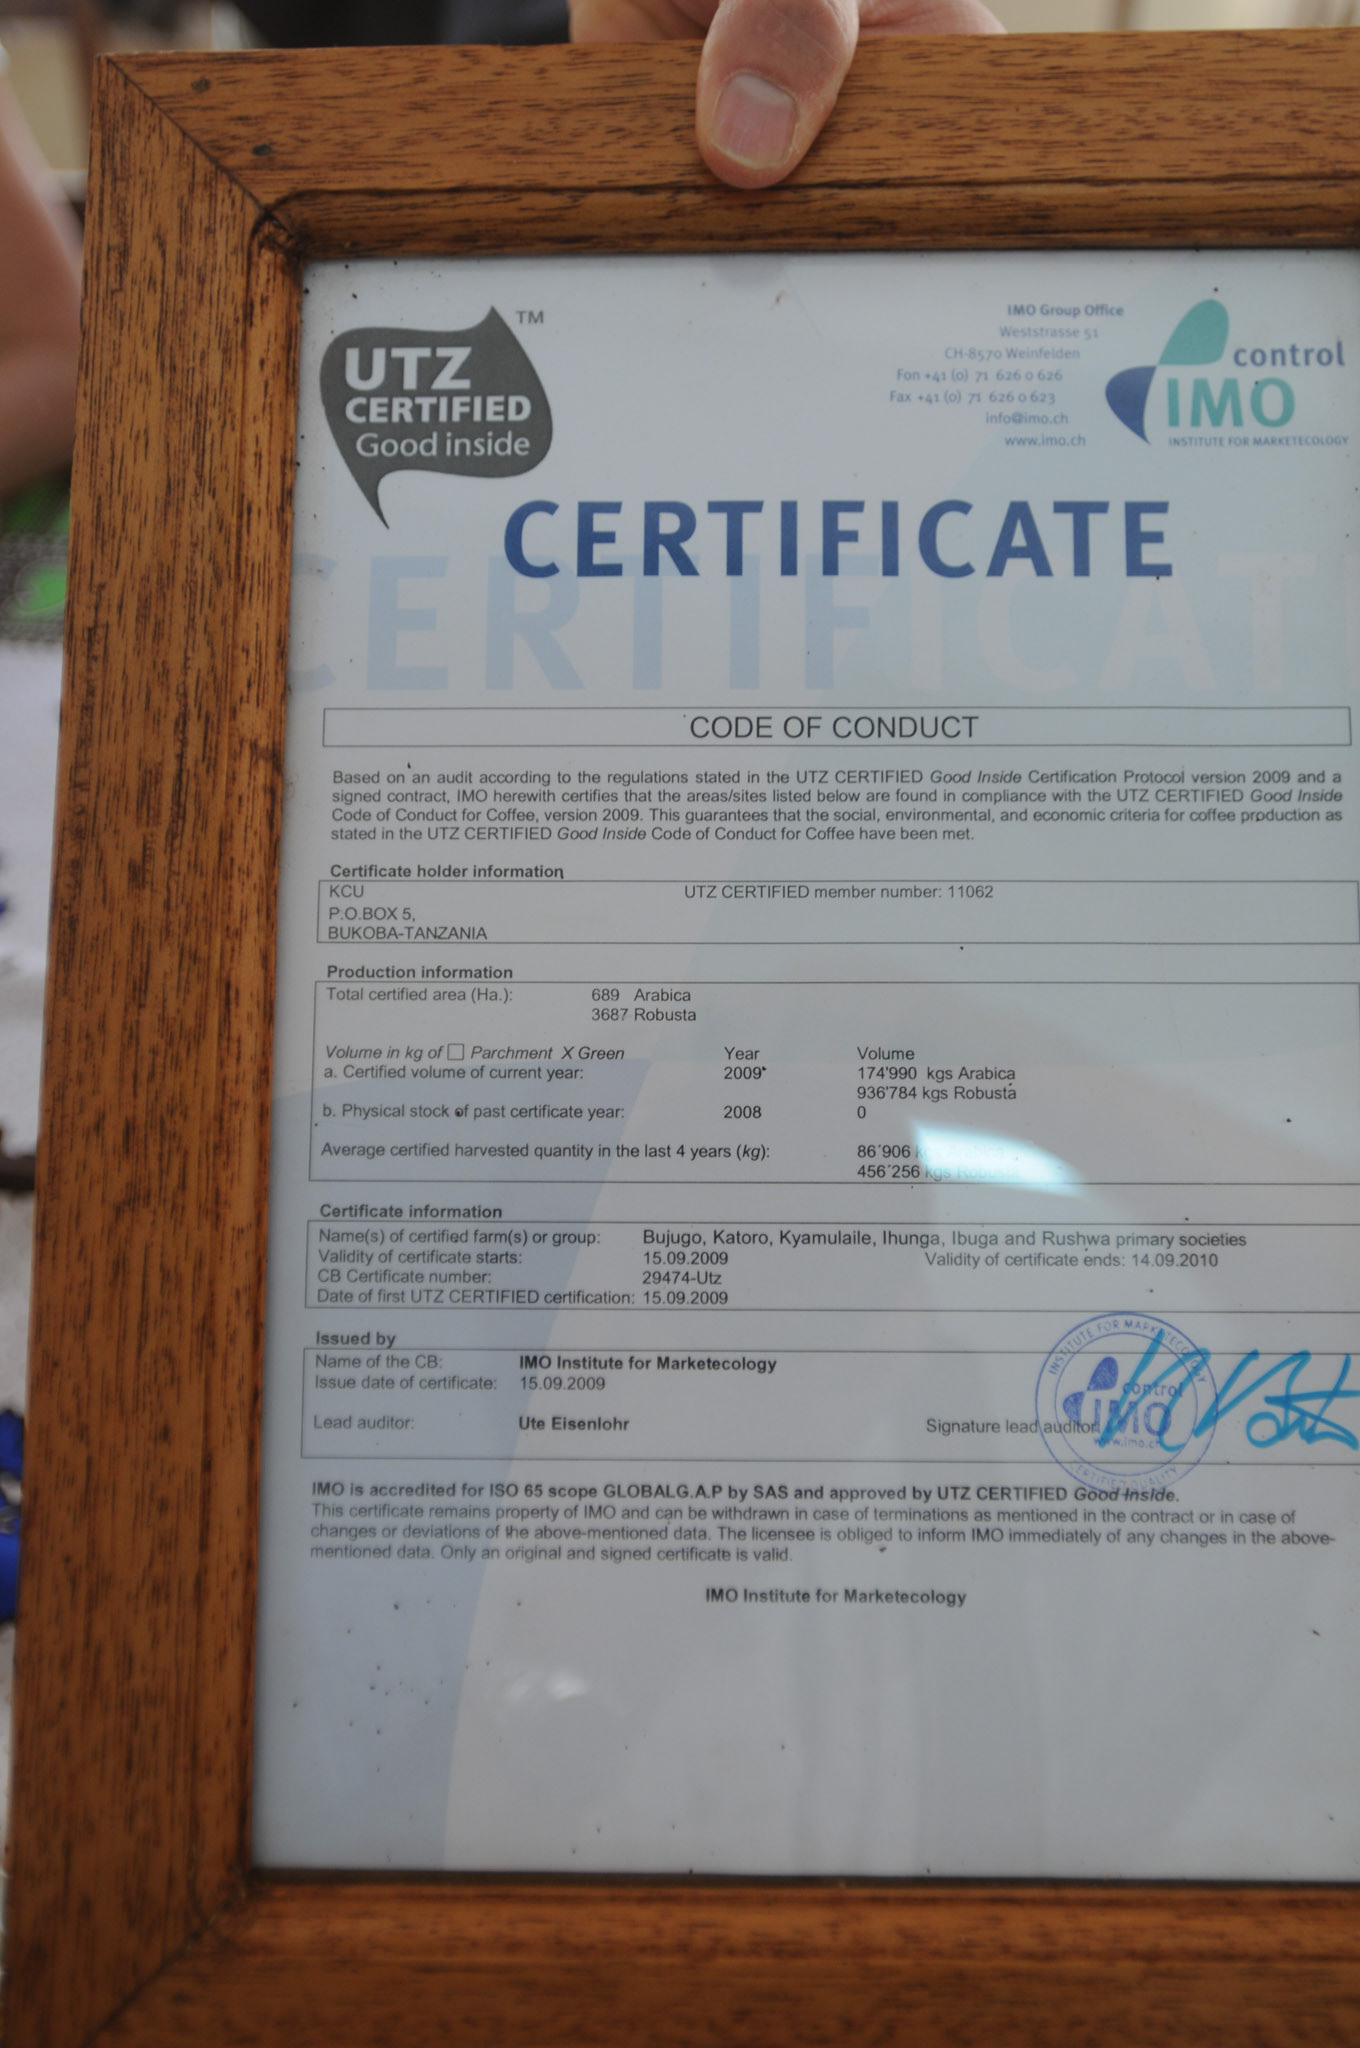 UTZ
CERTIFIED
Good inside
TM
IMO Group Office
Weststrasse 51
CH-8570 Weinfelden
Fon +41 (0) 71 626 0 626
Fax +41 (0) 71 626 0 623
info@imo.ch
www.imo.ch
control
IMO
INSTITUTE FOR MARKETECOLOGY
CERTIFICATE
CERTIFICAT
CODE OF CONDUCT
Based on an audit according to the regulations stated in the UTZ CERTIFIED Good Inside Certification Protocol version 2009 and a
signed contract, IMO herewith certifies that the areas/sites listed below are found in compliance with the UTZ CERTIFIED Good Inside
Code of Conduct for Coffee, version 2009. This guarantees that the social, environmental, and economic criteria for coffee production as
stated in the UTZ CERTIFIED Good Inside Code of Conduct for Coffee have been met.
Certificate holder information
KCU UTZ CERTIFIED member number: 11062
P.O.BOX 5,
BUKOBA-TANZANIA
Production information
Total certified area (Ha.): 689 Arabica
3687 Robusta
Volume in kg of ☐ Parchment X Green Year Volume
a. Certified volume of current year: 2009 174'990 kgs Arabica
936'784 kgs Robusta
b. Physical stock of past certificate year: 2008 0
Average certified harvested quantity in the last 4 years (kg): 86´906 kgs Arabica
456´256 kgs Robusta
Certificate information
Name(s) of certified farm(s) or group: Bujugo, Katoro, Kyamulaile, Ihunga, Ibuga and Rushwa primary societies
Validity of certificate starts: 15.09.2009 Validity of certificate ends: 14.09.2010
CB Certificate number: 29474-Utz
Date of first UTZ CERTIFIED certification: 15.09.2009
Issued by
Name of the CB: IMO Institute for Marketecology
Issue date of certificate: 15.09.2009
Lead auditor: Ute Eisenlohr Signature lead auditor
INSTITUTE FOR MARKETECOLOGY
control
IMO
www.imo.ch
CERTIFIED QUALITY
IMO is accredited for ISO 65 scope GLOBALG.A.P by SAS and approved by UTZ CERTIFIED Good Inside.
This certificate remains property of IMO and can be withdrawn in case of terminations as mentioned in the contract or in case of
changes or deviations of the above-mentioned data. The licensee is obliged to inform IMO immediately of any changes in the above-
mentioned data. Only an original and signed certificate is valid.
IMO Institute for Marketecology